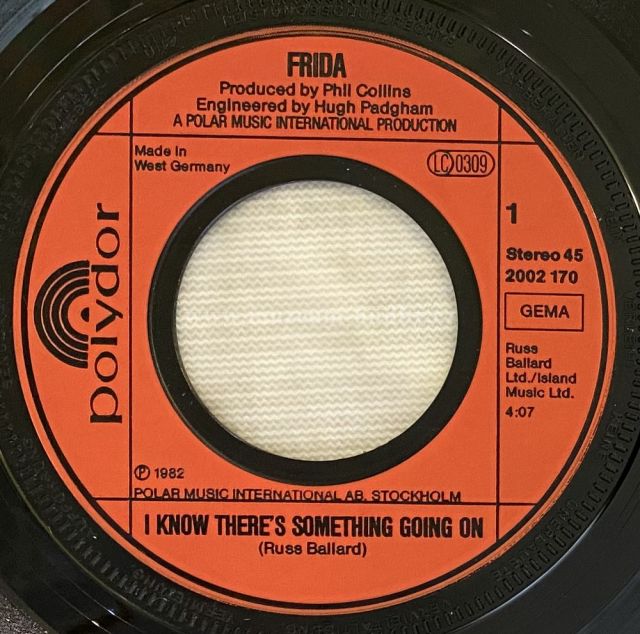 FRIDA
Produced by Phil Collins
Engineered by Hugh Padgham
A POLAR MUSIC INTERNATIONAL PRODUCTION
Made in
West Germany
LC 0309
polydor
1
Stereo 45
2002 170
GEMA
Russ
Ballard
Ltd./Island
Music Ltd.
4:07
℗ 1982
POLAR MUSIC INTERNATIONAL AB, STOCKHOLM
I KNOW THERE'S SOMETHING GOING ON
(Russ Ballard)